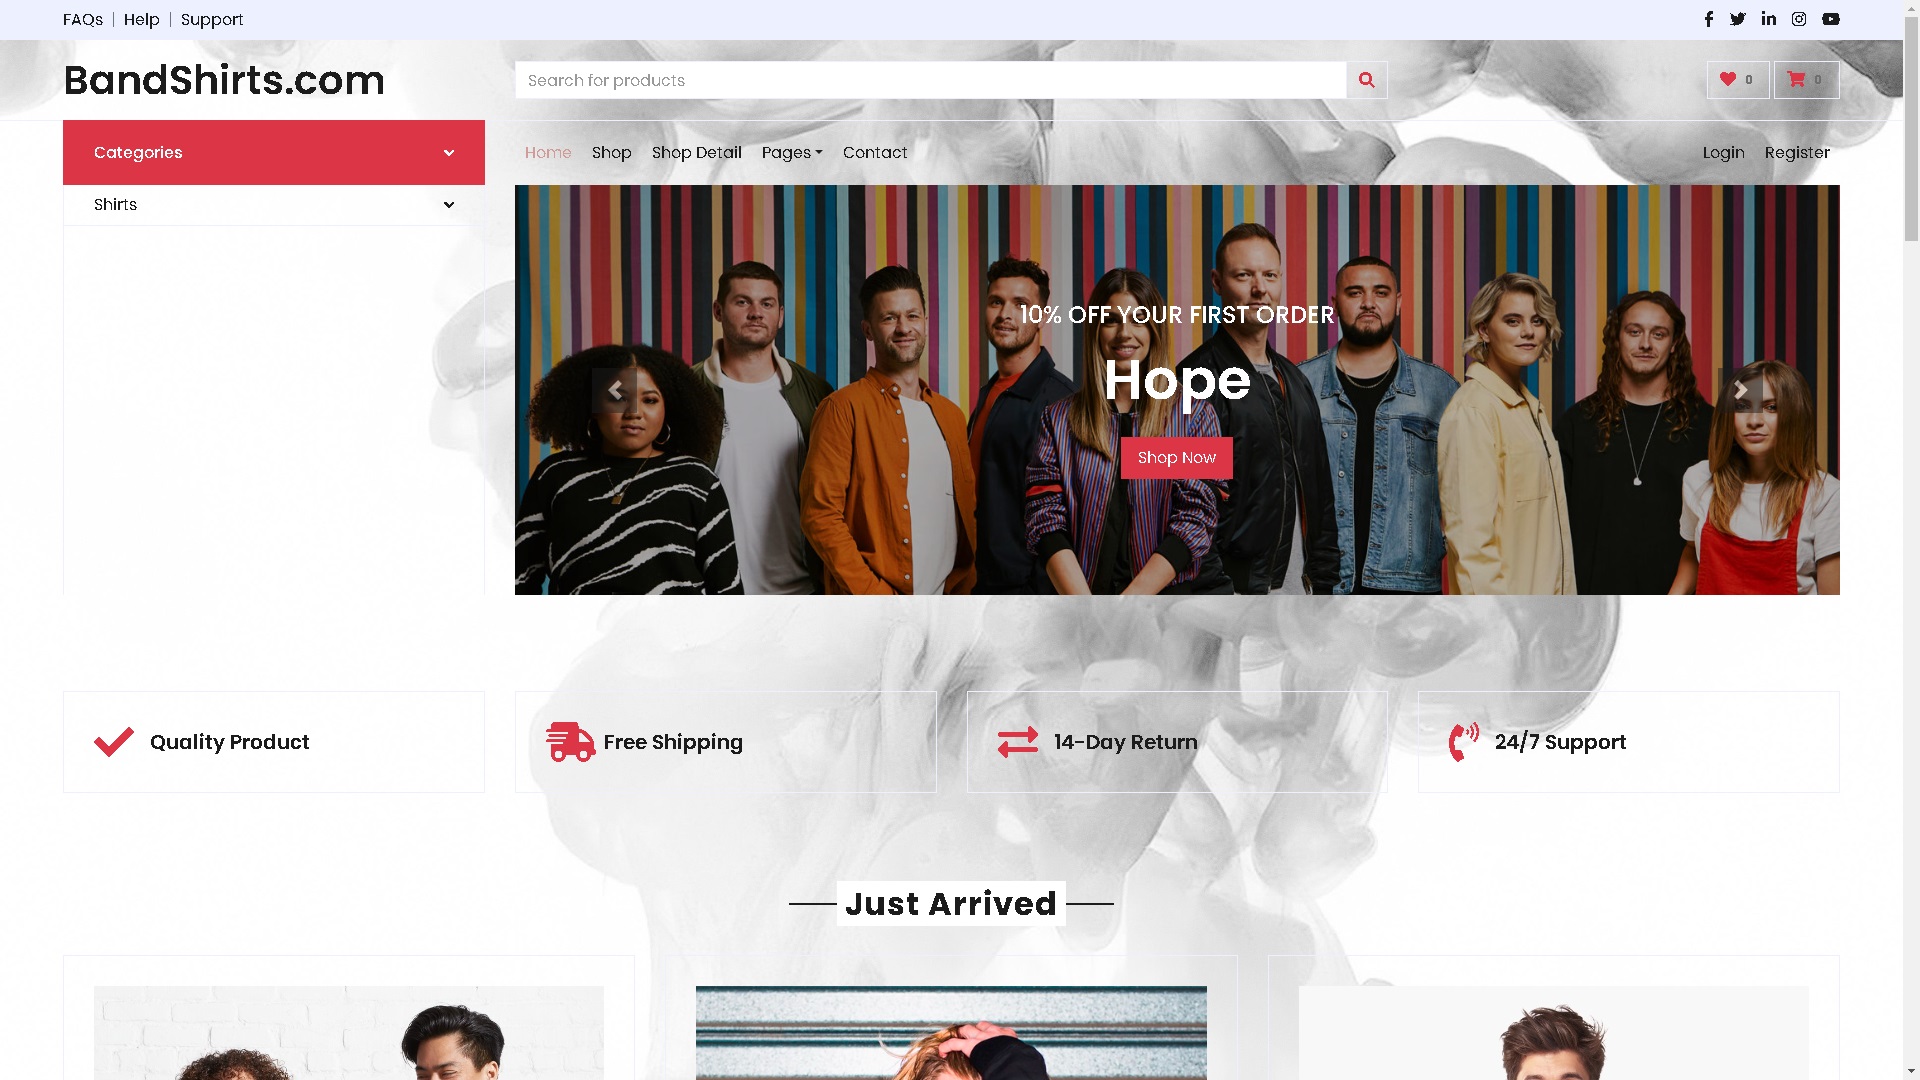 FAQs | Help | Support
BandShirts.com
Search for products
0
0
Categories
Home Shop Shop Detail Pages Contact
Login Register
Shirts
10% OFF YOUR FIRST ORDER
Hope
Shop Now
Quality Product
Free Shipping
14-Day Return
24/7 Support
Just Arrived